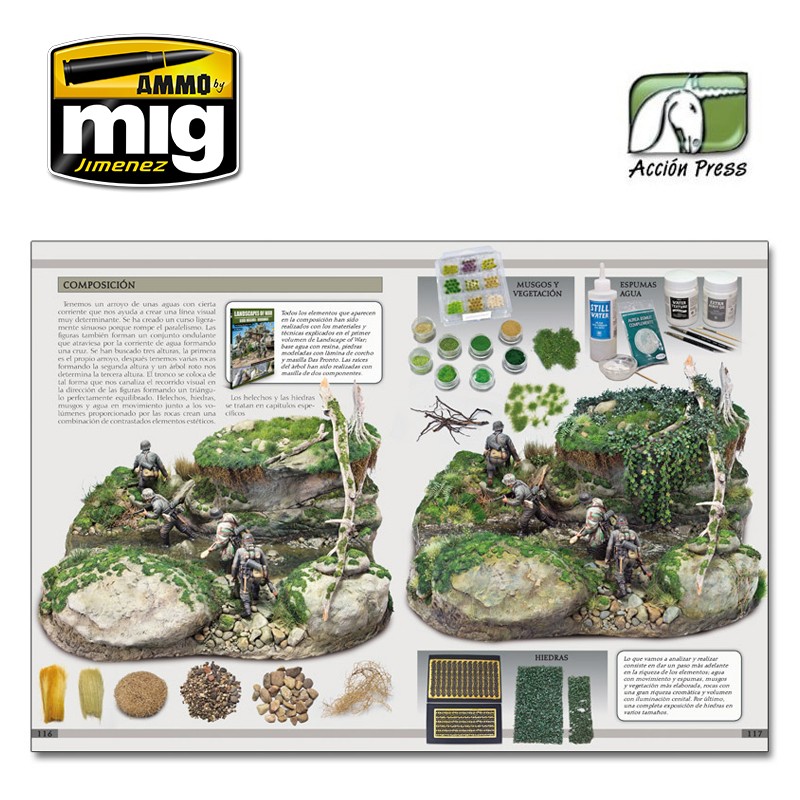 AMMO by
mig
Jimenez
Acción Press
COMPOSICIÓN
Tenemos un arroyo de unas aguas con cierta
corriente que nos ayuda a crear una línea visual
muy determinante. Se ha creado un curso ligera-
mente sinuoso porque rompe el paralelismo. Las
figuras también forman un conjunto ondulante
que atraviesa por la corriente de agua formando
una cruz. Se han buscado tres alturas, la primera
es el propio arroyo, después tenemos varias rocas
formando la segunda altura y un árbol roto nos
determina la tercera altura. El tronco se coloca de
tal forma que nos canaliza el recorrido visual en
la dirección de las figuras formando un triángu-
lo perfectamente equilibrado. Helechos, hiedras,
musgos y agua en movimiento junto a los vo-
lúmenes proporcionado por las rocas crean una
combinación de contrastados elementos estéticos.
LANDSCAPES OF WAR
Todos los elementos que aparecen
en la composición han sido
realizados con los materiales y
técnicas explicados en el primer
volumen de Landscape of War;
base agua con resina, piedras
modeladas con lámina de corcho
y masilla Das Pronto. Las raíces
del árbol han sido realizadas con
masilla de dos componentes.
Los helechos y las hiedras
se tratan en capítulos espe-
cíficos
116
MUSGOS Y
VEGETACIÓN
ESPUMAS
AGUA
STILL
WATER
WATER
HIEDRAS
Lo que vamos a analizar y realizar
consiste en dar un paso más adelante
en la riqueza de los elementos; agua
con movimiento y espumas, musgos
y vegetación más elaborada, rocas con
una gran riqueza cromática y volumen
con iluminación cenital. Por último,
una completa exposición de hiedras en
varios tamaños.
117